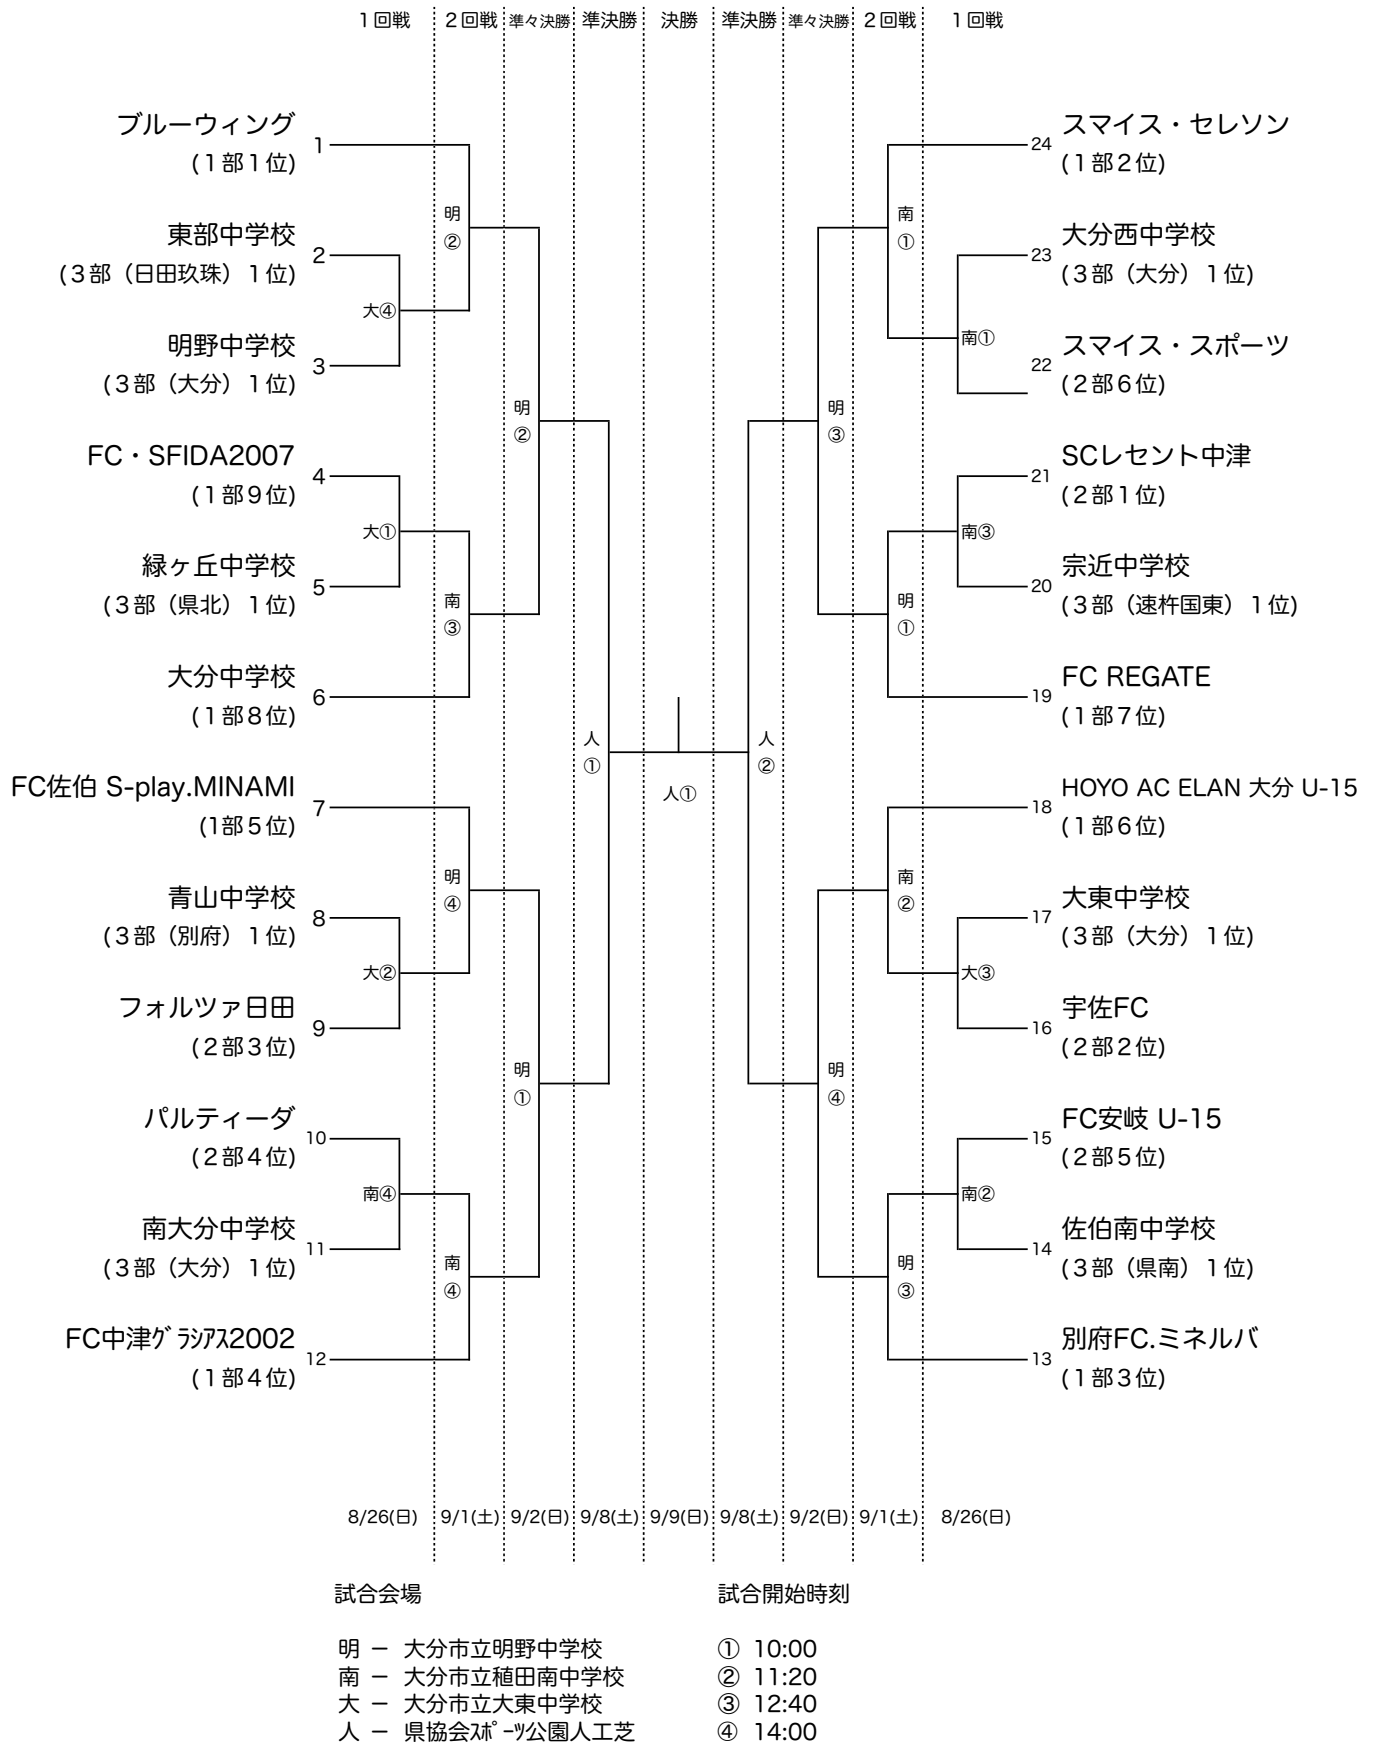 1回戦 2回戦 準々決勝 準決勝 決勝 準決勝 準々決勝 2回戦 1回戦
ブルーウィング
1
(1部1位)
東部中学校
2
(3部（日田玖珠）1位)
明野中学校
3
(3部（大分）1位)
FC・SFIDA2007
4
(1部9位)
緑ヶ丘中学校
5
(3部（県北）1位)
大分中学校
6
(1部8位)
FC佐伯 S-play.MINAMI
7
(1部5位)
青山中学校
8
(3部（別府）1位)
フォルツァ日田
9
(2部3位)
パルティーダ
10
(2部4位)
南大分中学校
11
(3部（大分）1位)
FC中津ｸﾞﾗｼｱｽ2002
12
(1部4位)
大④
大①
大②
南④
明
②
南
③
明
④
南
④
明
②
明
①
人
①
人①
人
②
明
③
明
④
南
①
明
①
南
②
明
③
南①
南③
大③
南②
スマイス・セレソン
24
(1部2位)
大分西中学校
23
(3部（大分）1位)
スマイス・スポーツ
22
(2部6位)
SCレセント中津
21
(2部1位)
宗近中学校
20
(3部（速杵国東）1位)
FC REGATE
19
(1部7位)
HOYO AC ELAN 大分 U-15
18
(1部6位)
大東中学校
17
(3部（大分）1位)
宇佐FC
16
(2部2位)
FC安岐 U-15
15
(2部5位)
佐伯南中学校
14
(3部（県南）1位)
別府FC.ミネルバ
13
(1部3位)
8/26(日) 9/1(土) 9/2(日) 9/8(土) 9/9(日) 9/8(土) 9/2(日) 9/1(土) 8/26(日)
試合会場
明 － 大分市立明野中学校
南 － 大分市立稙田南中学校
大 － 大分市立大東中学校
人 － 県協会ｽﾎﾟｰﾂ公園人工芝
試合開始時刻
① 10:00
② 11:20
③ 12:40
④ 14:00